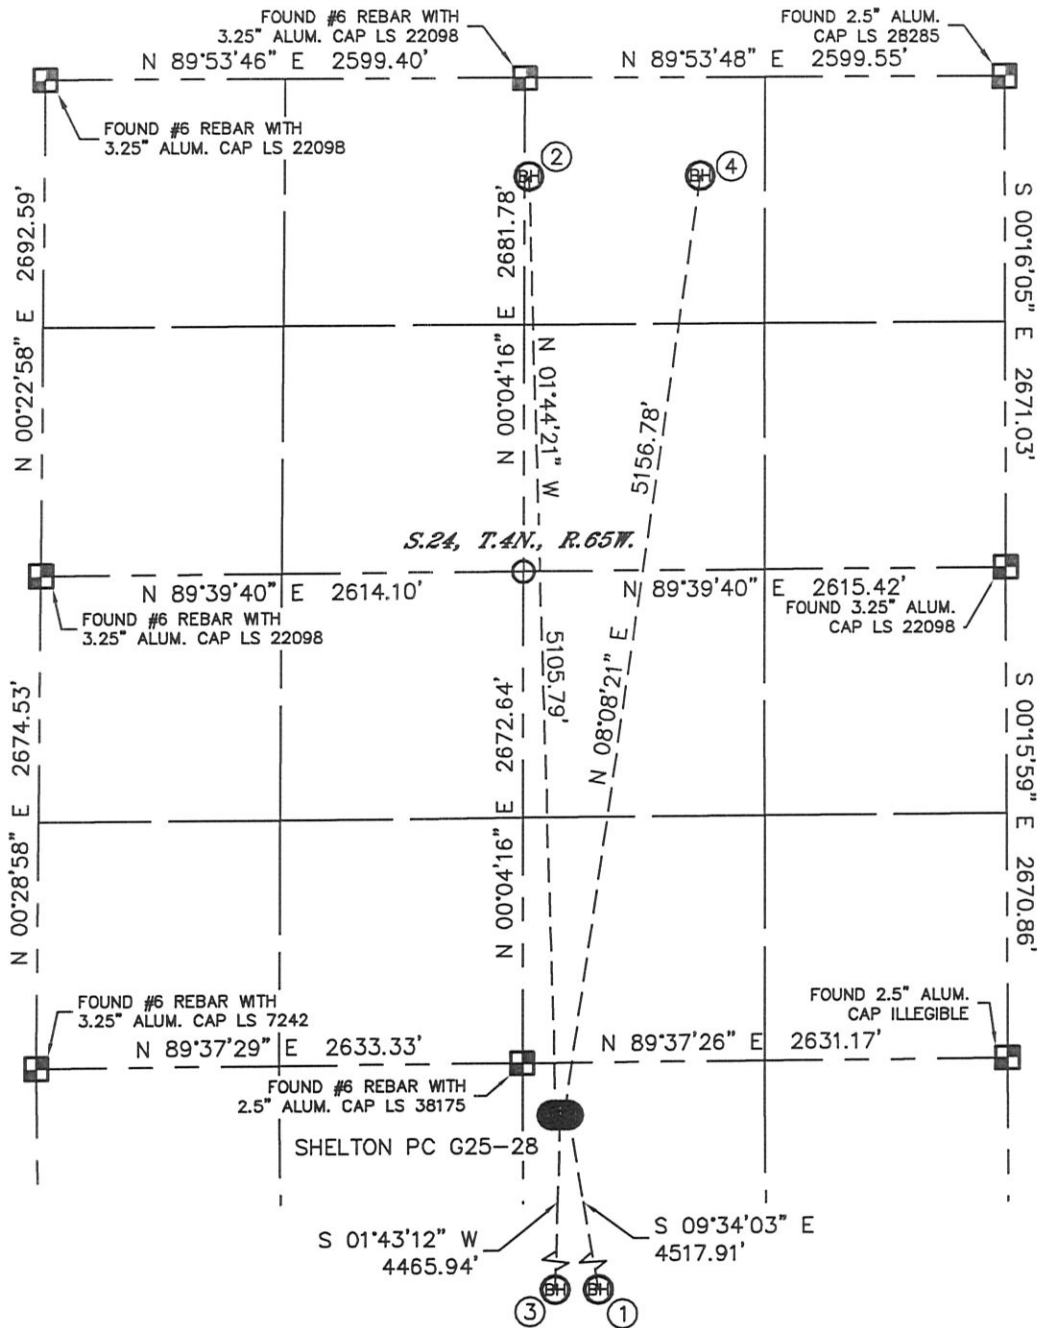 FOUND #6 REBAR WITH
3.25" ALUM. CAP LS 22098
FOUND 2.5" ALUM.
CAP LS 28285
N 89°53'46" E 2599.40'
N 89°53'48" E 2599.55'
FOUND #6 REBAR WITH
3.25" ALUM. CAP LS 22098
BH 2
BH 4
N 00°22'58" E 2692.59'
N 00°04'16" E 2681.78'
N 01°44'21" W
5156.78'
S 00°16'05" E 2671.03'
S.24, T.4N., R.65W.
N 89°39'40" E 2614.10'
N 89°39'40" E 2615.42'
FOUND #6 REBAR WITH
3.25" ALUM. CAP LS 22098
FOUND 3.25" ALUM.
CAP LS 22098
N 00°28'58" E 2674.53'
N 00°04'16" E 2672.64'
5105.79'
N 08°08'21" E
S 00°15'59" E 2670.86'
FOUND #6 REBAR WITH
3.25" ALUM. CAP LS 7242
FOUND 2.5" ALUM.
CAP ILLEGIBLE
N 89°37'29" E 2633.33'
N 89°37'26" E 2631.17'
FOUND #6 REBAR WITH
2.5" ALUM. CAP LS 38175
SHELTON PC G25-28
S 01°43'12" W
4465.94'
S 09°34'03" E
4517.91'
3 BH
BH 1